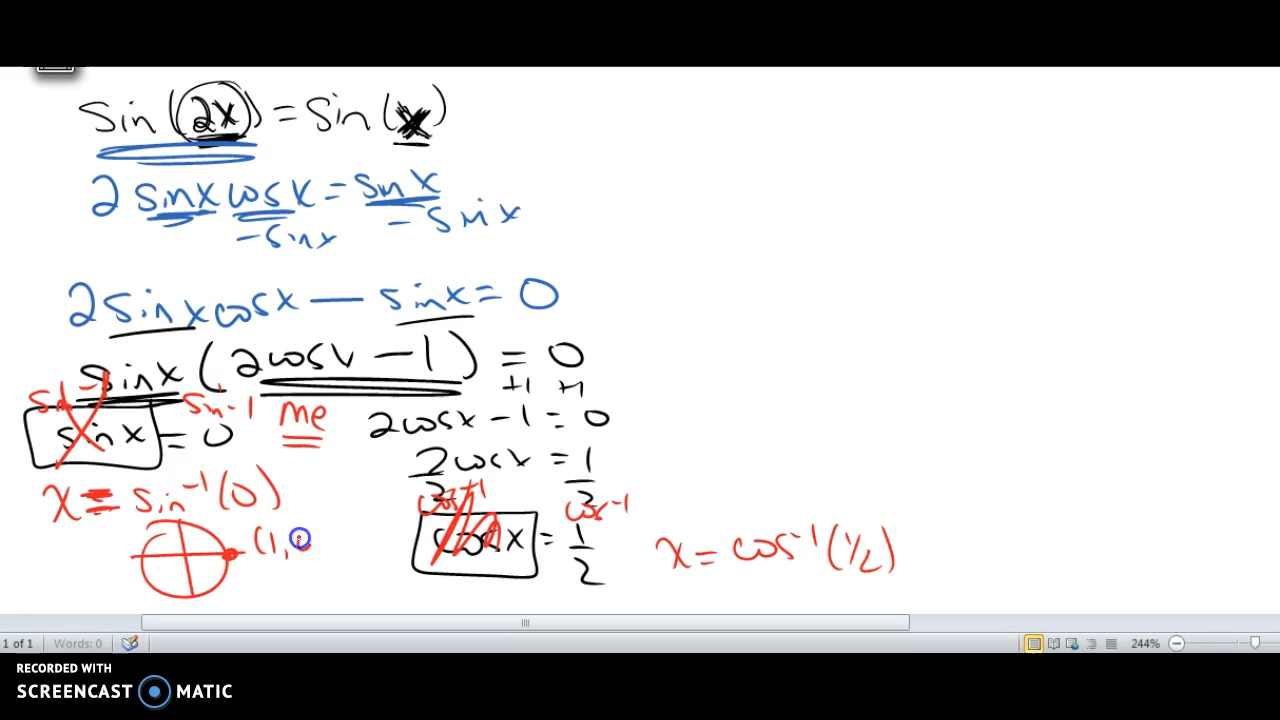 sin (2x) = sin (x)
2 sinx cosx = sinx
-sinx - sinx
2sinxcosx — sinx = 0
sinx (2cosx - 1) = 0
+1 +1
sin-1 sin-1 me 2cosx - 1 = 0
sinx = 0
2cosx = 1
2 2
x = sin-1 (0) cos-1 cos-1
cosx = 1/2 x = cos-1 (1/2)
(1,
1 of 1 Words: 0 244%
RECORDED WITH
SCREENCAST MATIC